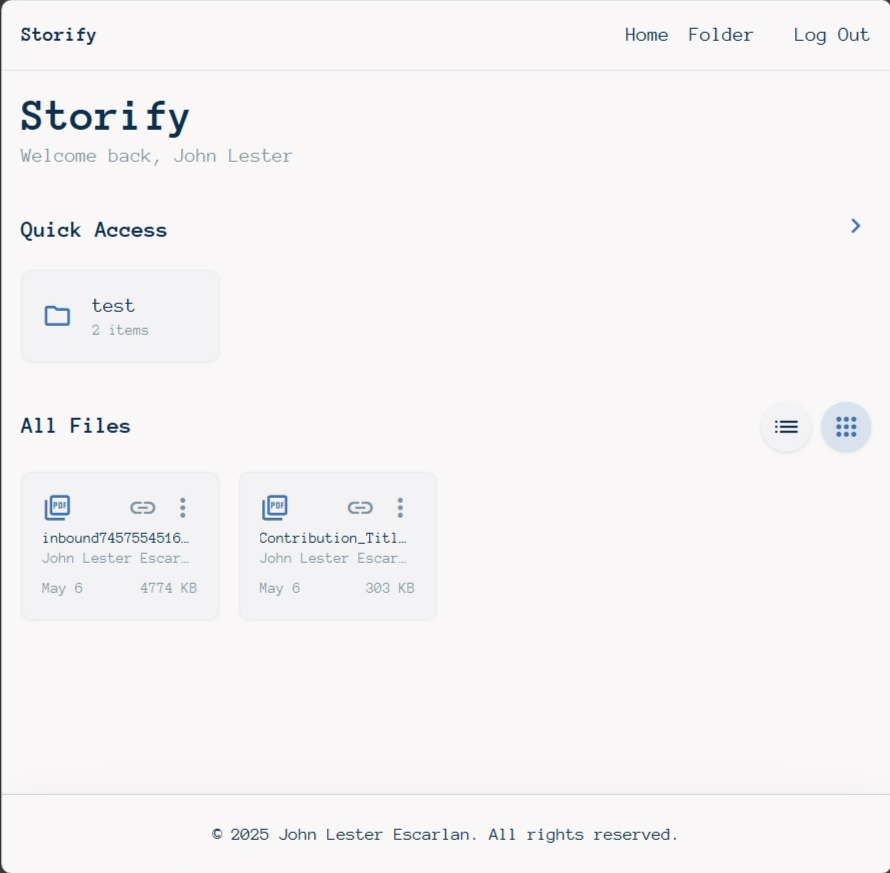 Storify
Home Folder Log Out
Storify
Welcome back, John Lester
Quick Access
test
2 items
All Files
PDF
inbound7457554516…
John Lester Escar…
May 6 4774 KB
PDF
Contribution_Titl…
John Lester Escar…
May 6 303 KB
© 2025 John Lester Escarlan. All rights reserved.